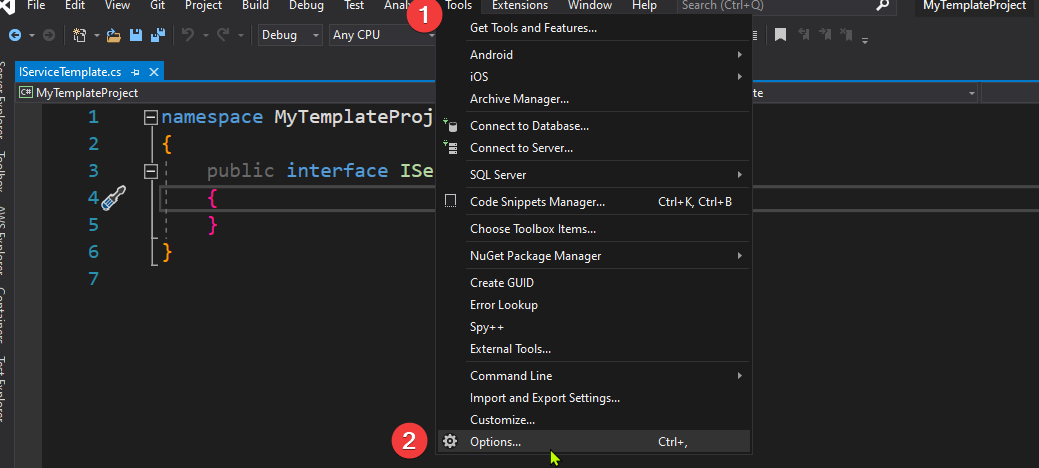 File Edit View Git Project Build Debug Test Tools Extensions Window Help Search (Ctrl+Q) MyTemplateProject
1
Debug Any CPU
IServiceTemplate.cs
MyTemplateProject
1 namespace MyTemplateProj
2 {
3 public interface ISe
4 {
5 }
6 }
7
Get Tools and Features...
Android
iOS
Archive Manager...
Connect to Database...
Connect to Server...
SQL Server
Code Snippets Manager... Ctrl+K, Ctrl+B
Choose Toolbox Items...
NuGet Package Manager
Create GUID
Error Lookup
Spy++
External Tools...
Command Line
Import and Export Settings...
Customize...
2
Options... Ctrl+,
Server Explorer
Toolbox
AWS Explorer
Containers
Test Explorer